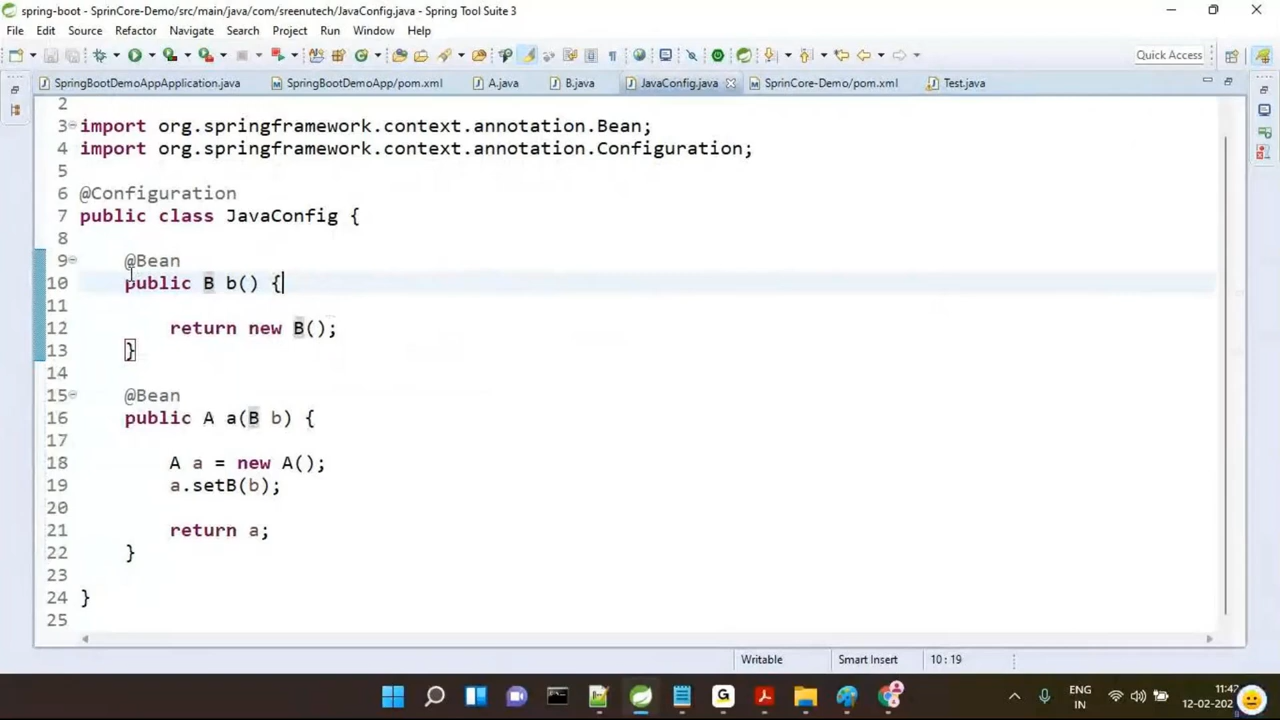 spring-boot - SprinCore-Demo/src/main/java/com/sreenutech/JavaConfig.java - Spring Tool Suite 3
File Edit Source Refactor Navigate Search Project Run Window Help
Quick Access
SpringBootDemoAppApplication.java SpringBootDemoApp/pom.xml A.java B.java JavaConfig.java SprinCore-Demo/pom.xml Test.java
2
3 import org.springframework.context.annotation.Bean;
4 import org.springframework.context.annotation.Configuration;
5
6 @Configuration
7 public class JavaConfig {
8
9 @Bean
10 public B b() {
11
12 return new B();
13 }
14
15 @Bean
16 public A a(B b) {
17
18 A a = new A();
19 a.setB(b);
20
21 return a;
22 }
23
24 }
25
Writable Smart Insert 10 : 19
ENG
IN
11:47
12-02-202